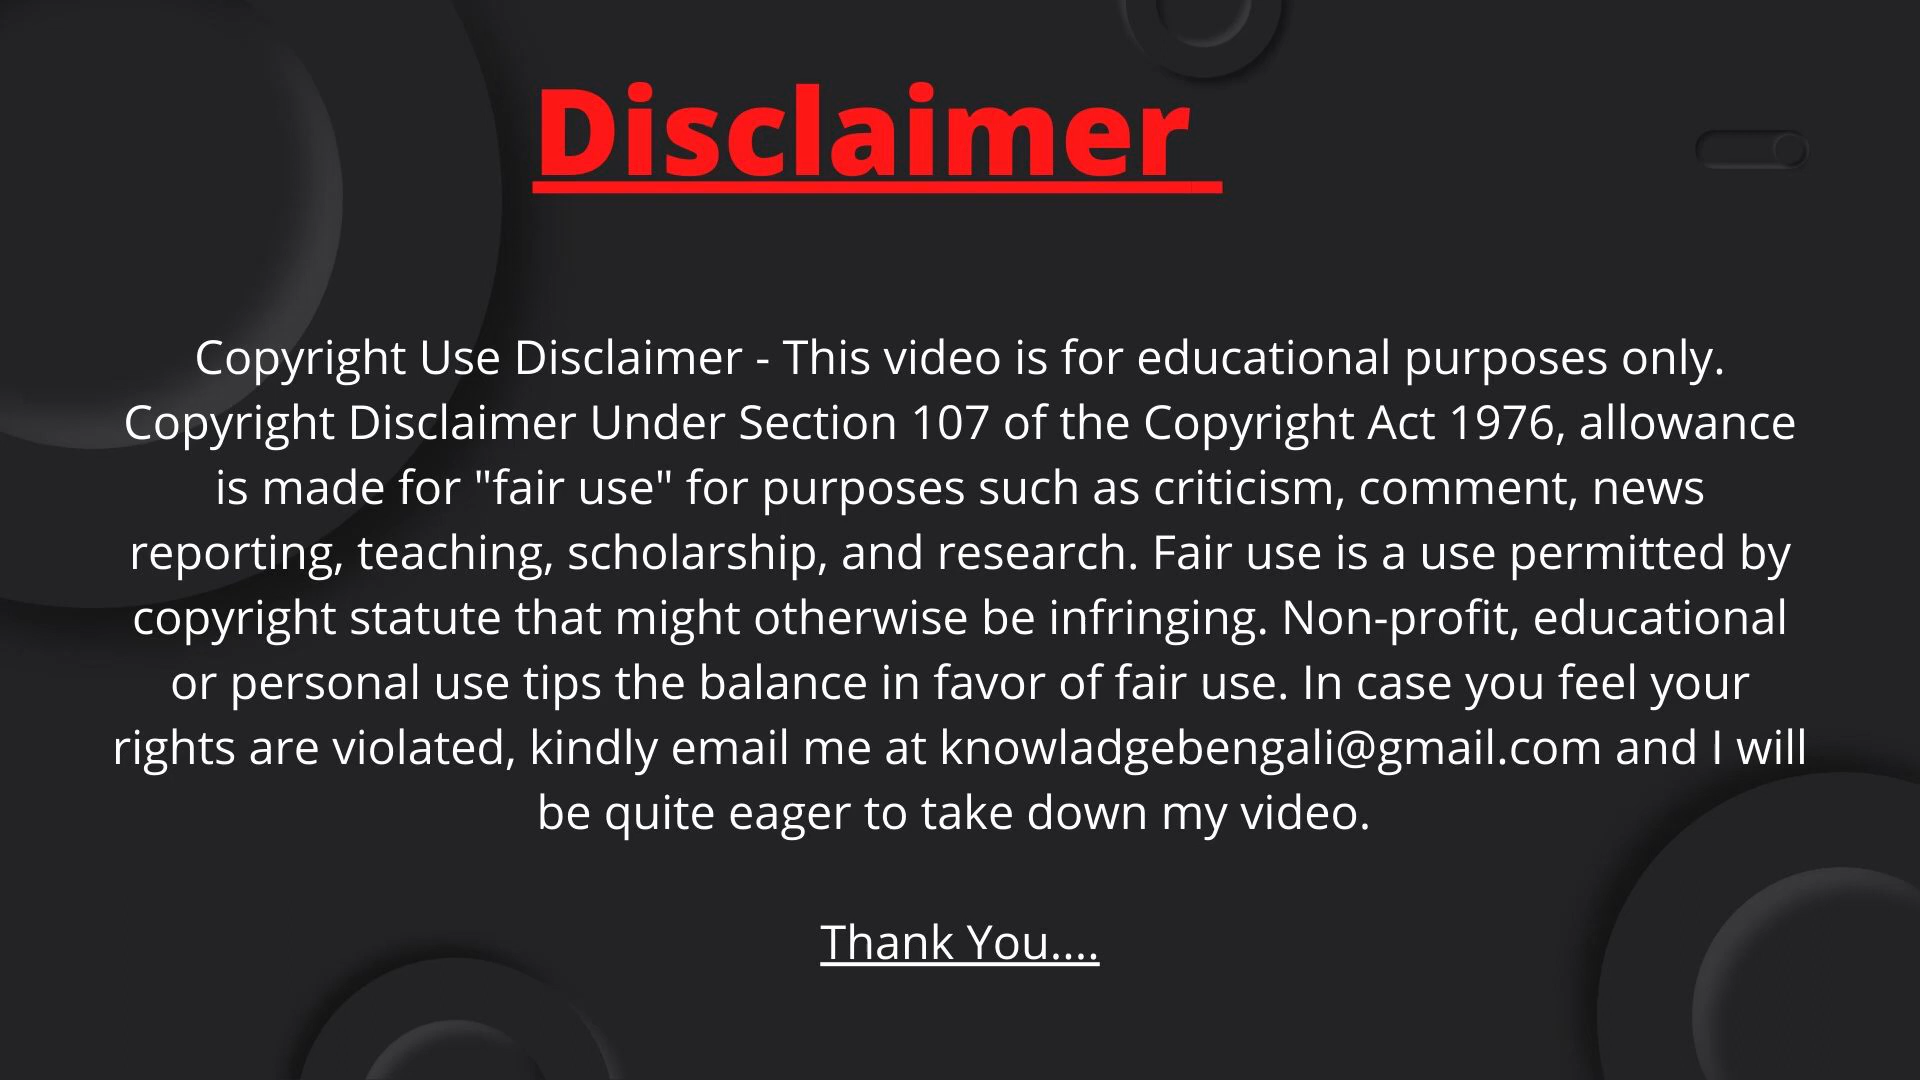 Disclaimer
Copyright Use Disclaimer - This video is for educational purposes only.
Copyright Disclaimer Under Section 107 of the Copyright Act 1976, allowance
is made for "fair use" for purposes such as criticism, comment, news
reporting, teaching, scholarship, and research. Fair use is a use permitted by
copyright statute that might otherwise be infringing. Non-profit, educational
or personal use tips the balance in favor of fair use. In case you feel your
rights are violated, kindly email me at knowladgebengali@gmail.com and I will
be quite eager to take down my video.
Thank You....